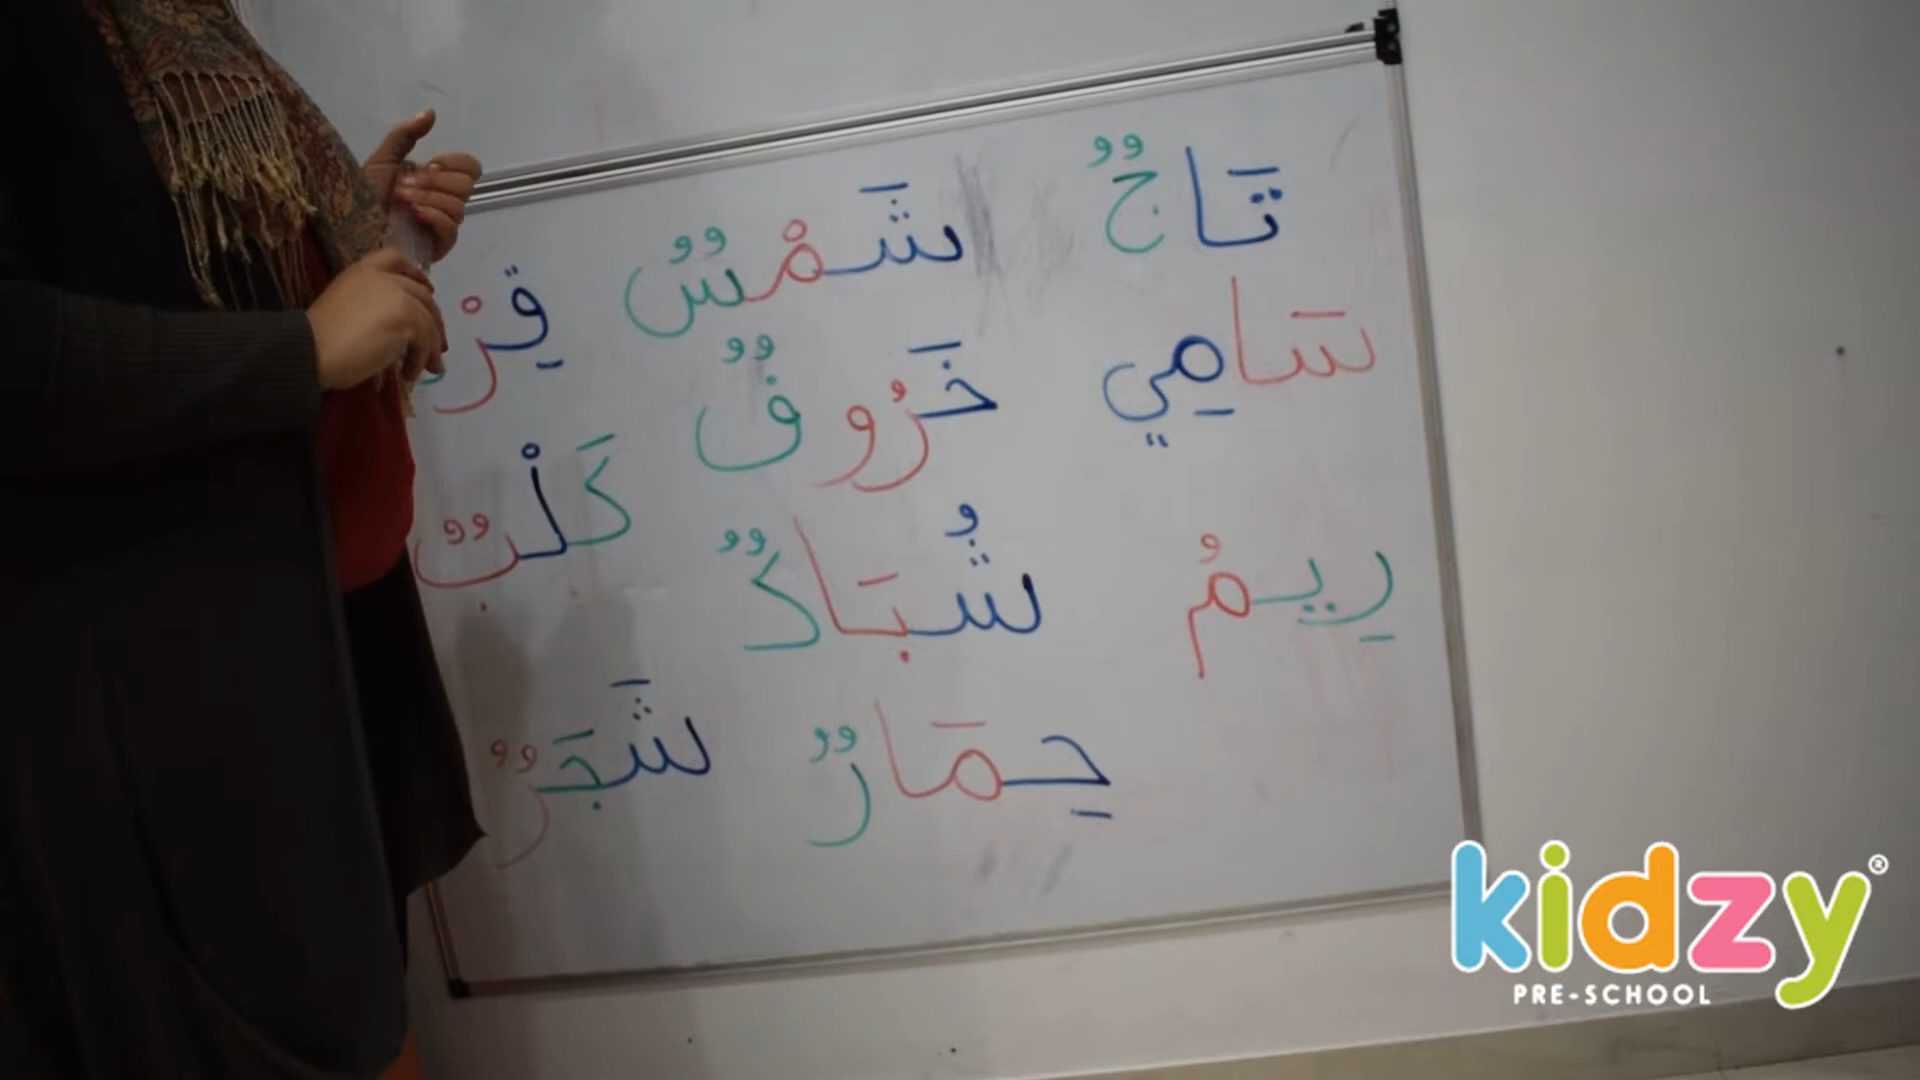 تَاجٌ شَمْسٌ
سَامِي خَرُوفٌ كَلْبٌ
رِيمُ شُبَاكٌ
حِمَارٌ شَجَرٌ
kidzy®
PRE-SCHOOL